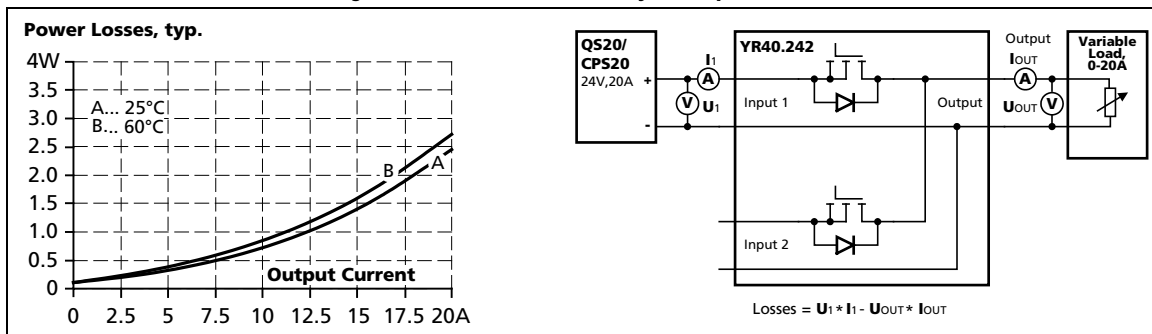 Power Losses, typ.
4W
3.5
3.0
2.5
2.0
1.5
1.0
0.5
0
A... 25°C
B... 60°C
B
A
Output Current
0 2.5 5 7.5 10 12.5 15 17.5 20A
QS20/
CPS20
24V,20A
+
-
I1
A
V U1
YR40.242
Input 1
Output
Input 2
Output
IOUT
A
UOUT V
Variable
Load,
0-20A
Losses = U1 * I1 - UOUT * IOUT